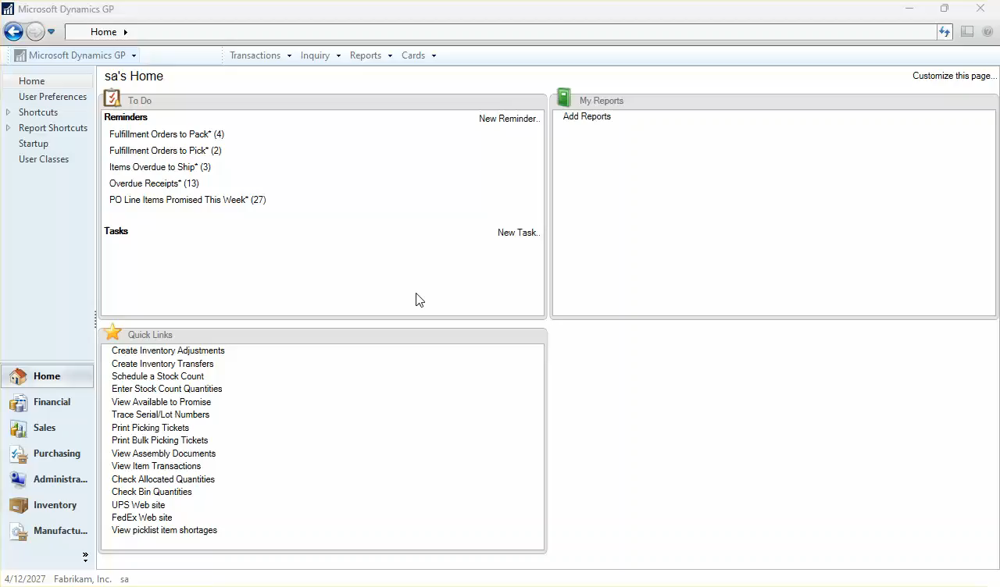 Microsoft Dynamics GP
Home
Microsoft Dynamics GP Transactions Inquiry Reports Cards
Home
User Preferences
Shortcuts
Report Shortcuts
Startup
User Classes
sa's Home
Customize this page...
To Do
Reminders
New Reminder..
Fulfillment Orders to Pack* (4)
Fulfillment Orders to Pick* (2)
Items Overdue to Ship* (3)
Overdue Receipts* (13)
PO Line Items Promised This Week* (27)
Tasks
New Task..
My Reports
Add Reports
Quick Links
Create Inventory Adjustments
Create Inventory Transfers
Schedule a Stock Count
Enter Stock Count Quantities
View Available to Promise
Trace Serial/Lot Numbers
Print Picking Tickets
Print Bulk Picking Tickets
View Assembly Documents
View Item Transactions
Check Allocated Quantities
Check Bin Quantities
UPS Web site
FedEx Web site
View picklist item shortages
Home
Financial
Sales
Purchasing
Administra...
Inventory
Manufactu...
4/12/2027 Fabrikam, Inc. sa